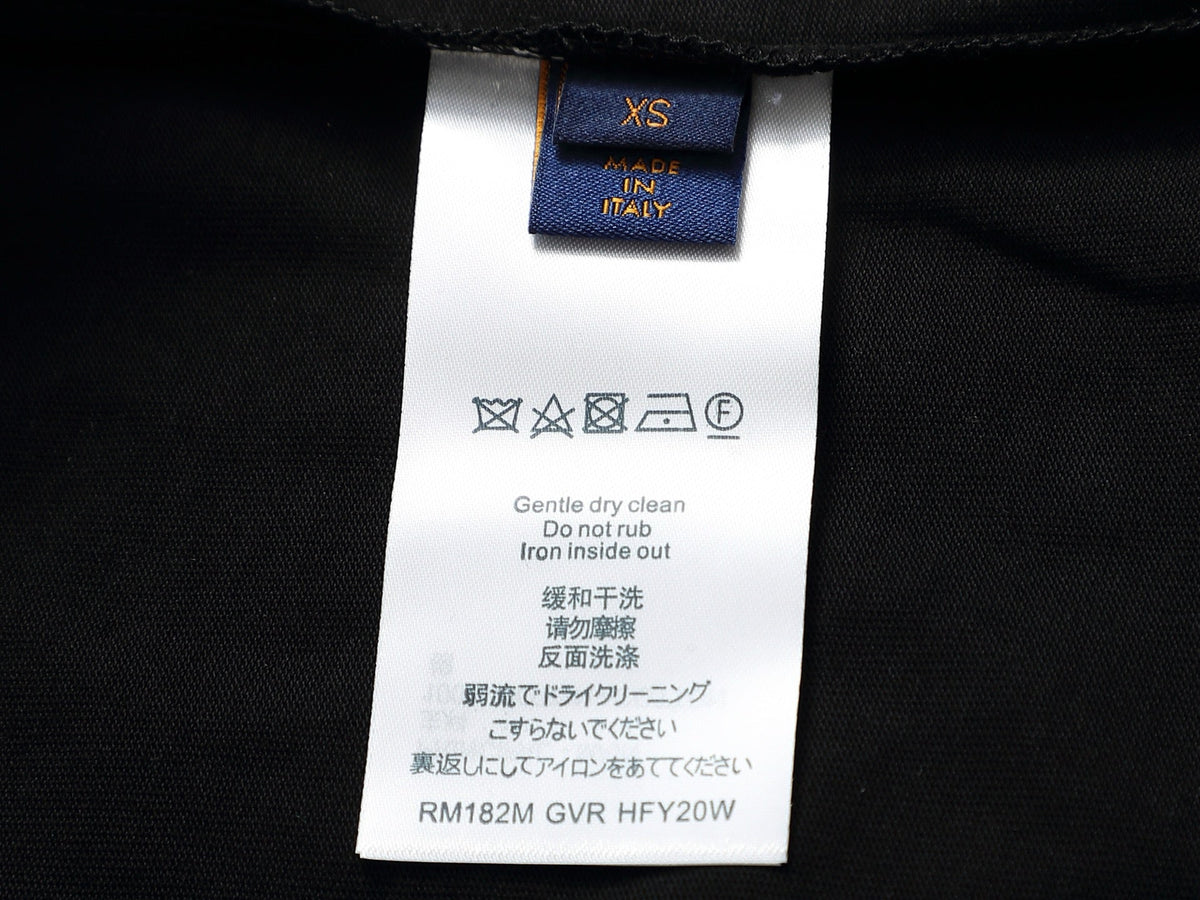 XS
MADE
IN
ITALY
F
Gentle dry clean
Do not rub
Iron inside out
缓和干洗
请勿摩擦
反面洗涤
弱流でドライクリーニング
こすらないでください
裏返しにしてアイロンをあててください
RM182M GVR HFY20W